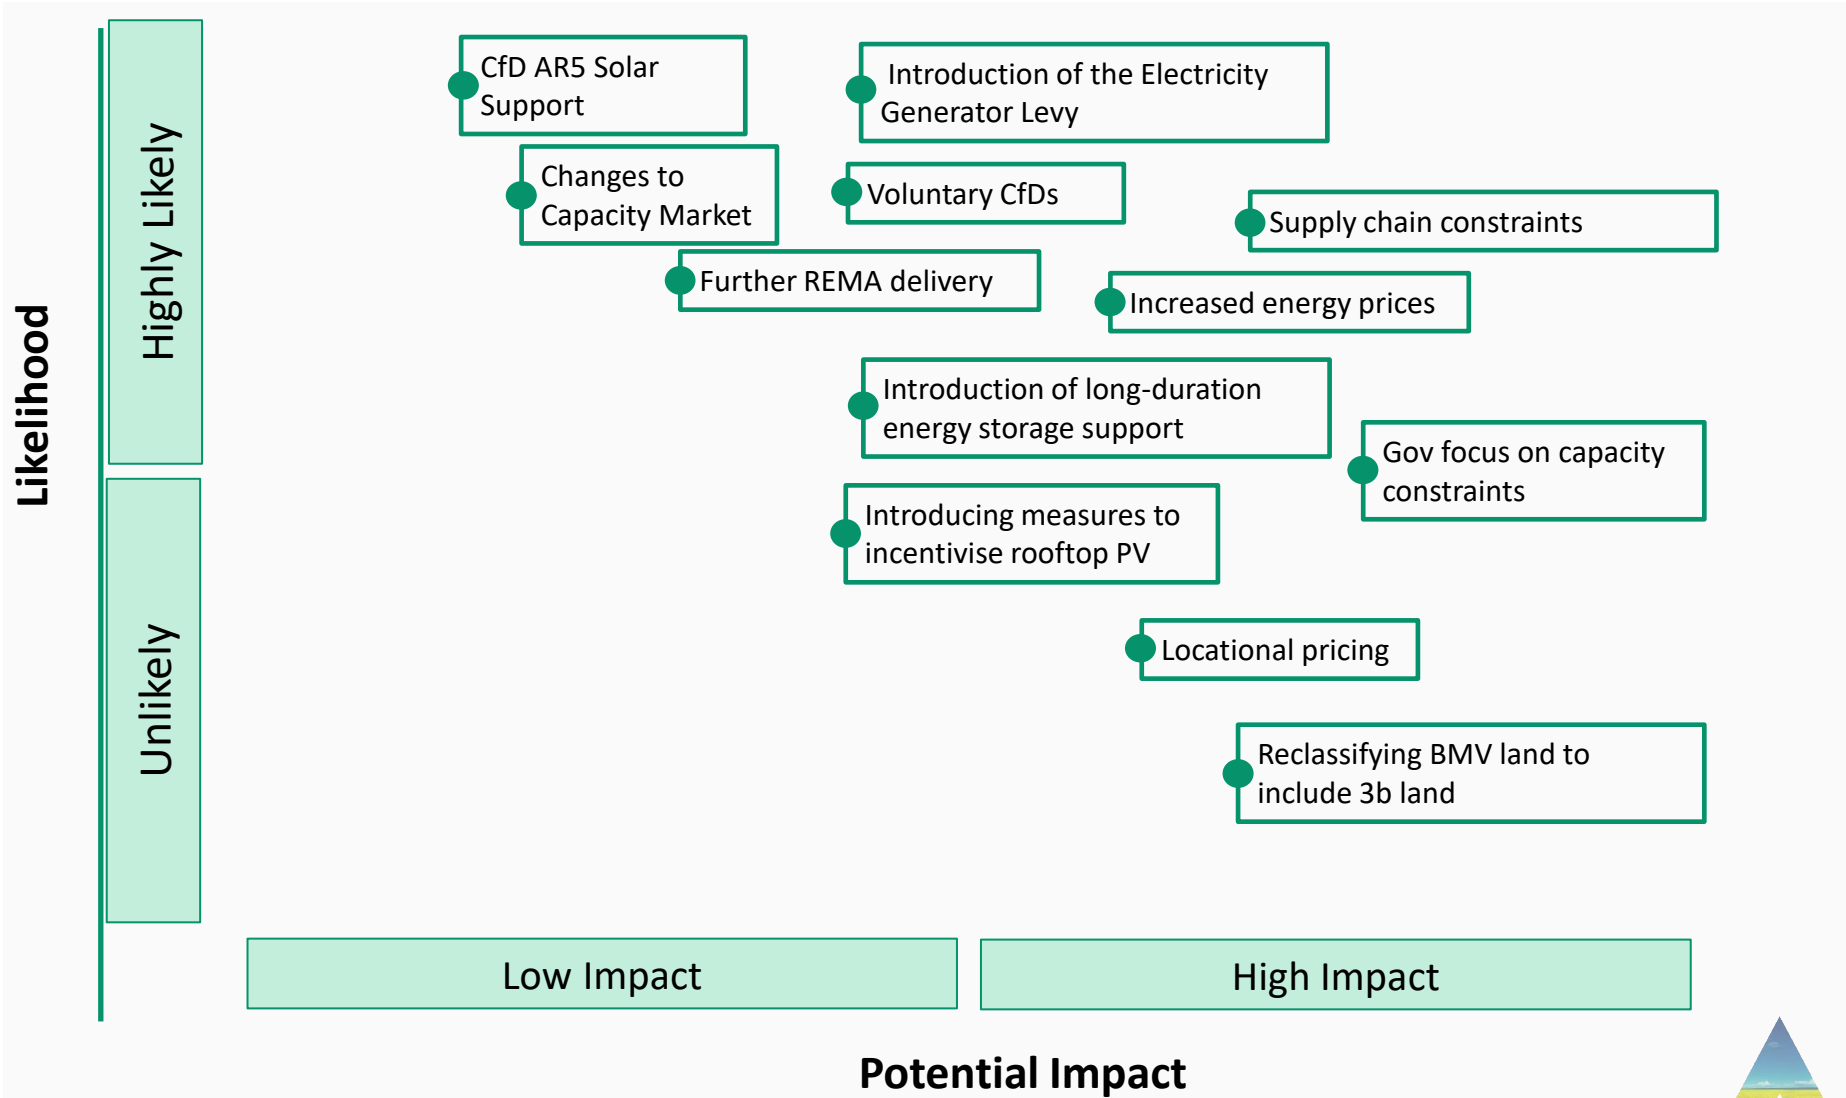 Likelihood
Highly Likely
Unlikely
CfD AR5 Solar
Support
Introduction of the Electricity
Generator Levy
Changes to
Capacity Market
Voluntary CfDs
Supply chain constraints
Further REMA delivery
Increased energy prices
Introduction of long-duration
energy storage support
Gov focus on capacity
constraints
Introducing measures to
incentivise rooftop PV
Locational pricing
Reclassifying BMV land to
include 3b land
Low Impact
High Impact
Potential Impact